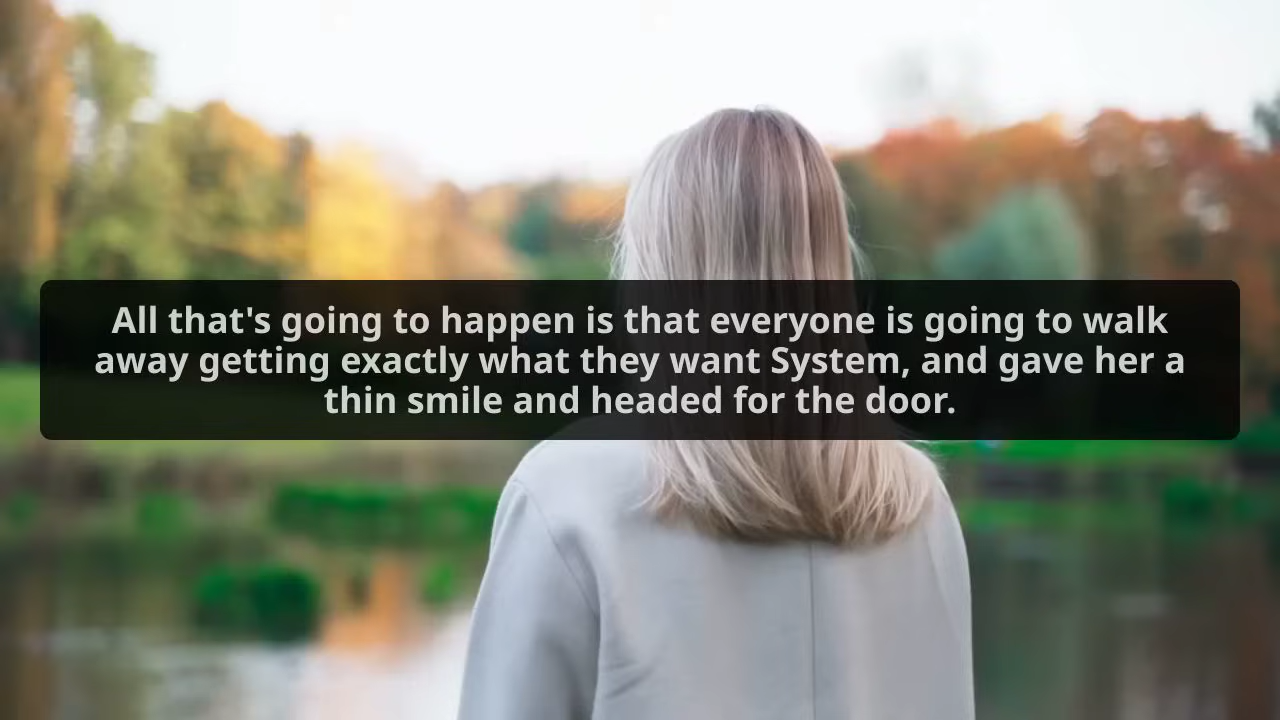 All that's going to happen is that everyone is going to walk
away getting exactly what they want System, and gave her a
thin smile and headed for the door.